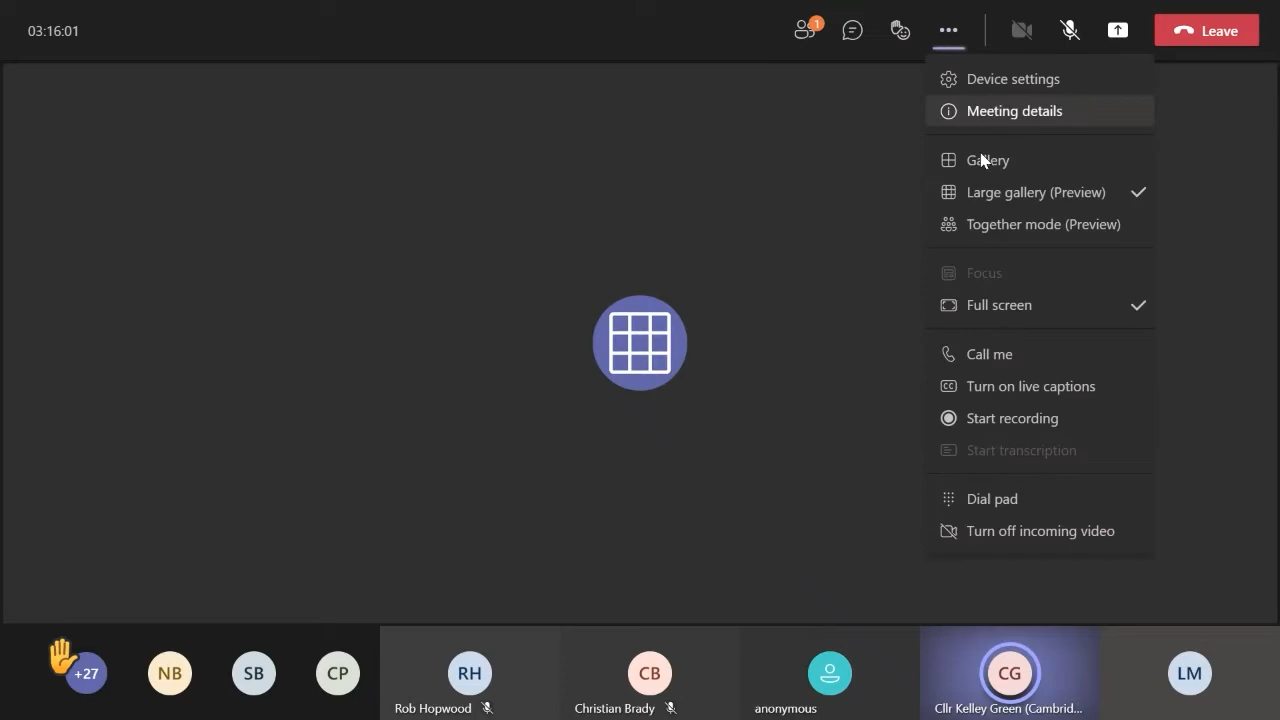 03:16:01
1
Leave
Device settings
Meeting details
Gallery
Large gallery (Preview)
Together mode (Preview)
Focus
Full screen
Call me
CC Turn on live captions
Start recording
Start transcription
Dial pad
Turn off incoming video
+27
NB
SB
CP
RH
CB
CG
LM
Rob Hopwood
Christian Brady
anonymous
Cllr Kelley Green (Cambrid...